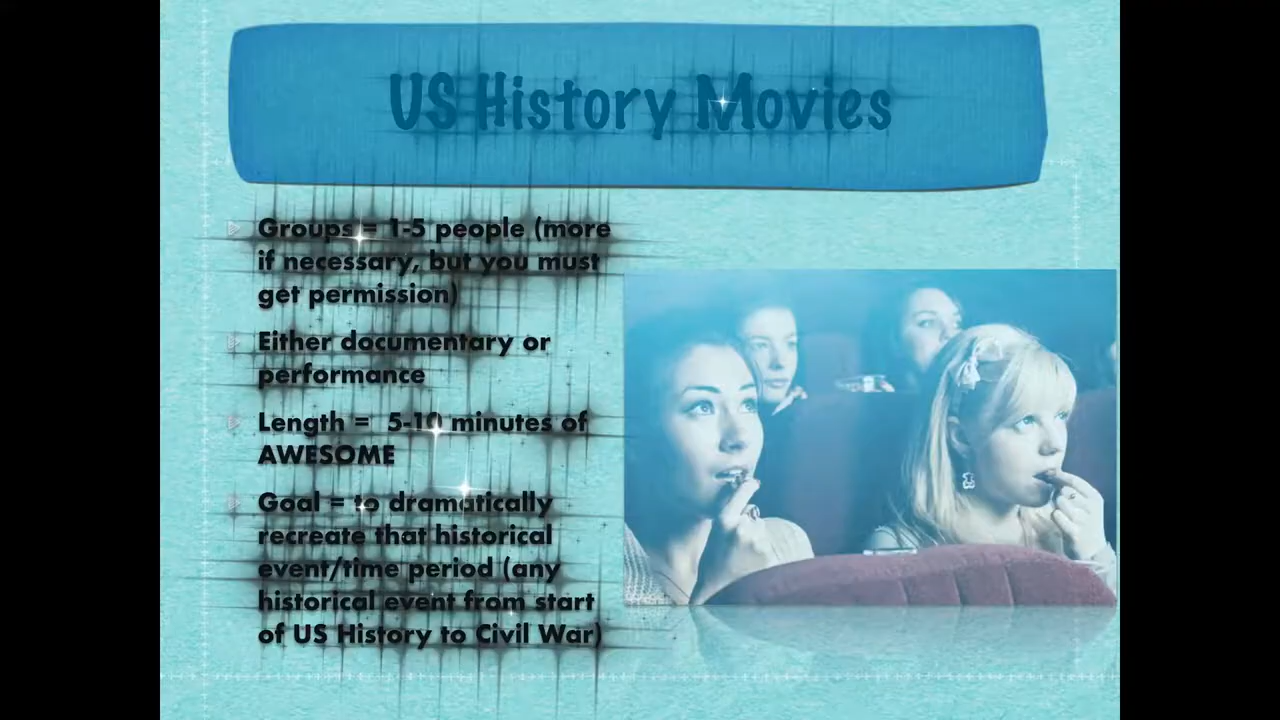 US History Movies
Groups = 1-5 people (more
if necessary, but you must
get permission)
Either documentary or
performance
Length = 5-10 minutes of
AWESOME
Goal = to dramatically
recreate that historical
event/time period (any
historical event from start
of US History to Civil War)